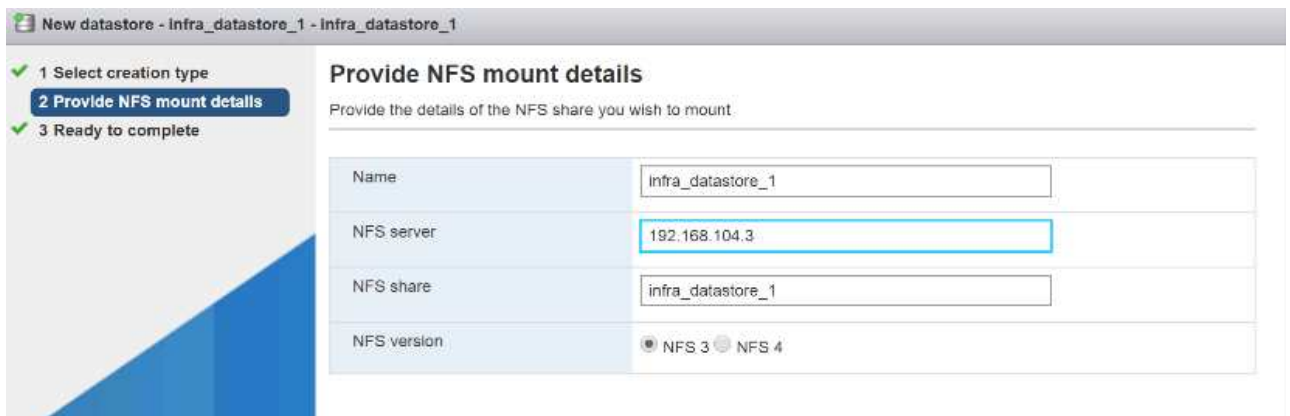 New datastore - infra_datastore_1 - infra_datastore_1
1 Select creation type
2 Provide NFS mount details
3 Ready to complete
Provide NFS mount details
Provide the details of the NFS share you wish to mount
Name infra_datastore_1
NFS server 192.168.104.3
NFS share infra_datastore_1
NFS version NFS 3 NFS 4